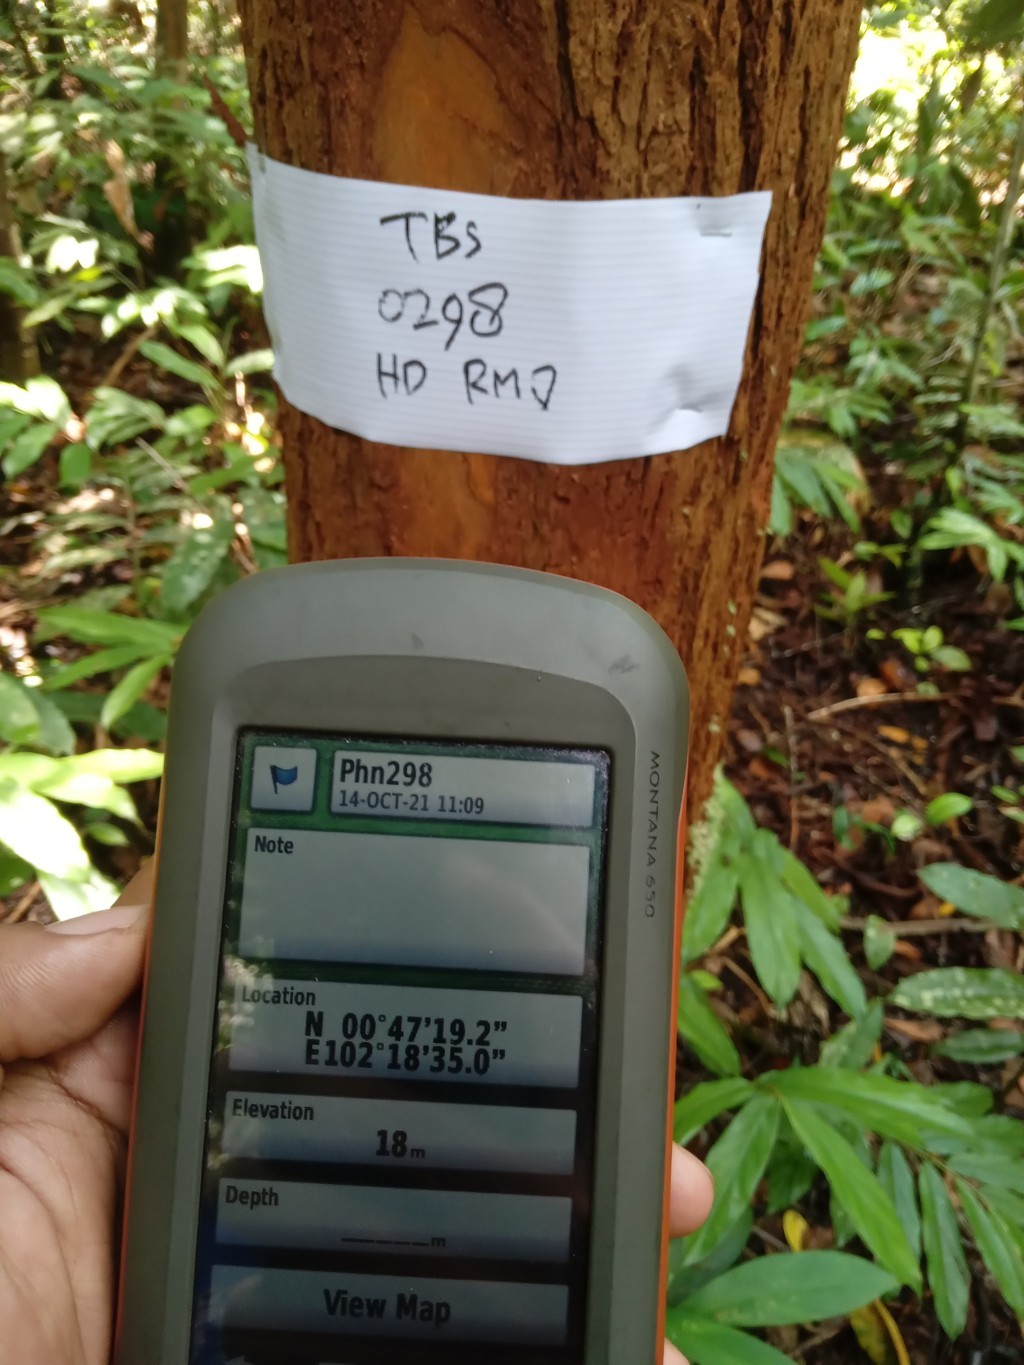 TBS
0298
HD RMJ
MONTANA 650
Phn298
14-OCT-21 11:09
Note
Location
N 00°47'19.2"
E102°18'35.0"
Elevation
18m
Depth
______m
View Map